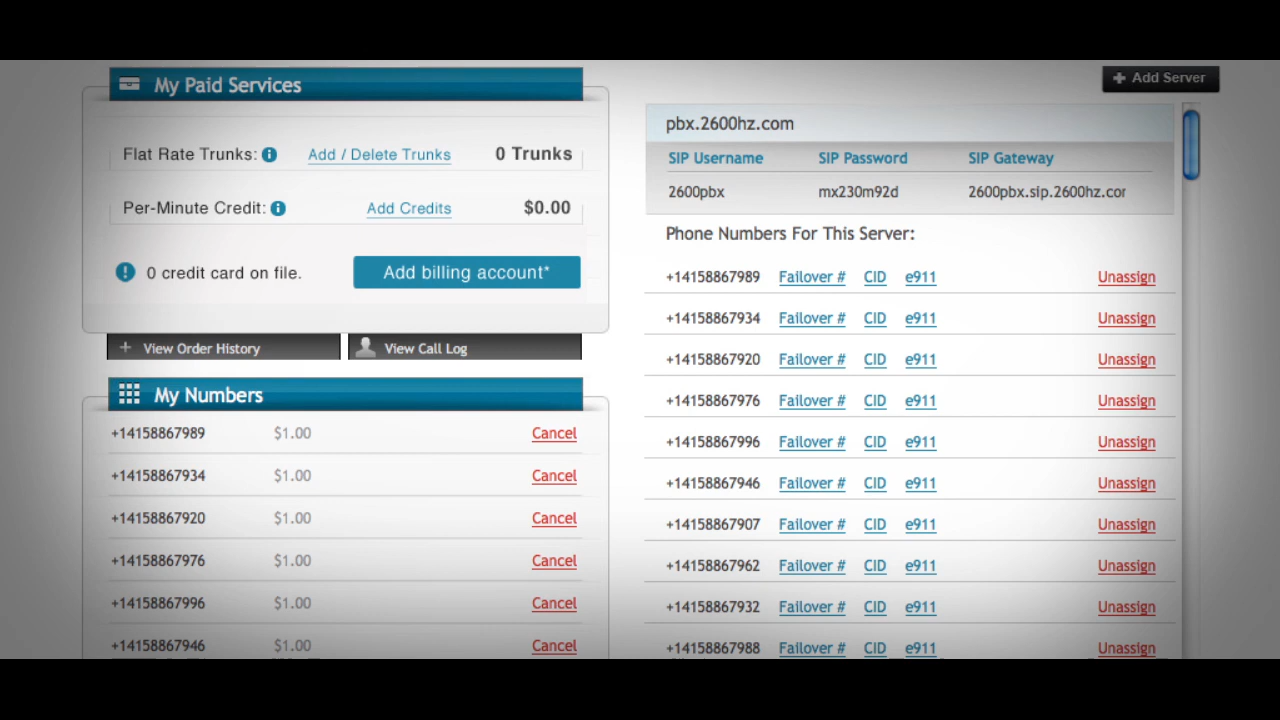 My Paid Services
Flat Rate Trunks: Add / Delete Trunks 0 Trunks
Per-Minute Credit: Add Credits $0.00
0 credit card on file. Add billing account*
View Order History View Call Log
My Numbers
+14158867989 $1.00 Cancel
+14158867934 $1.00 Cancel
+14158867920 $1.00 Cancel
+14158867976 $1.00 Cancel
+14158867996 $1.00 Cancel
+14158867946 $1.00 Cancel
Add Server
pbx.2600hz.com
SIP Username SIP Password SIP Gateway
2600pbx mx230m92d 2600pbx.sip.2600hz.cor
Phone Numbers For This Server:
+14158867989 Failover # CID e911 Unassign
+14158867934 Failover # CID e911 Unassign
+14158867920 Failover # CID e911 Unassign
+14158867976 Failover # CID e911 Unassign
+14158867996 Failover # CID e911 Unassign
+14158867946 Failover # CID e911 Unassign
+14158867907 Failover # CID e911 Unassign
+14158867962 Failover # CID e911 Unassign
+14158867932 Failover # CID e911 Unassign
+14158867988 Failover # CID e911 Unassign